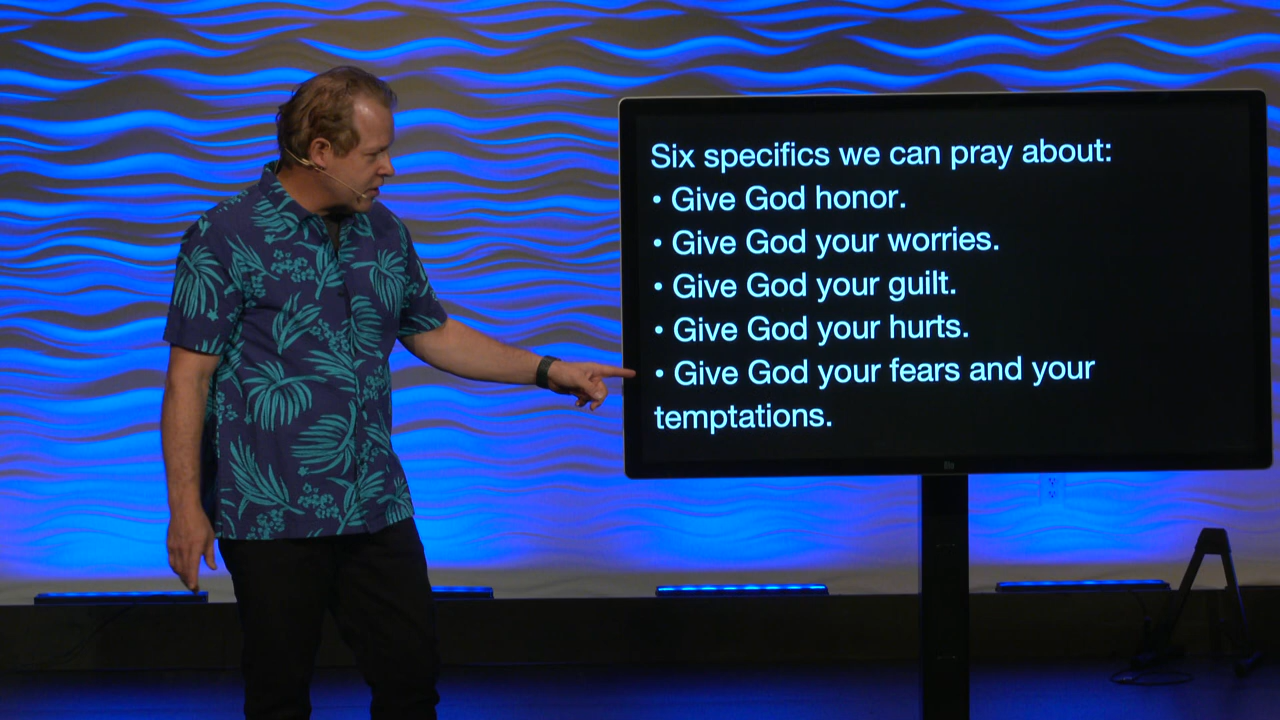 Six specifics we can pray about:
• Give God honor.
• Give God your worries.
• Give God your guilt.
• Give God your hurts.
• Give God your fears and your
temptations.